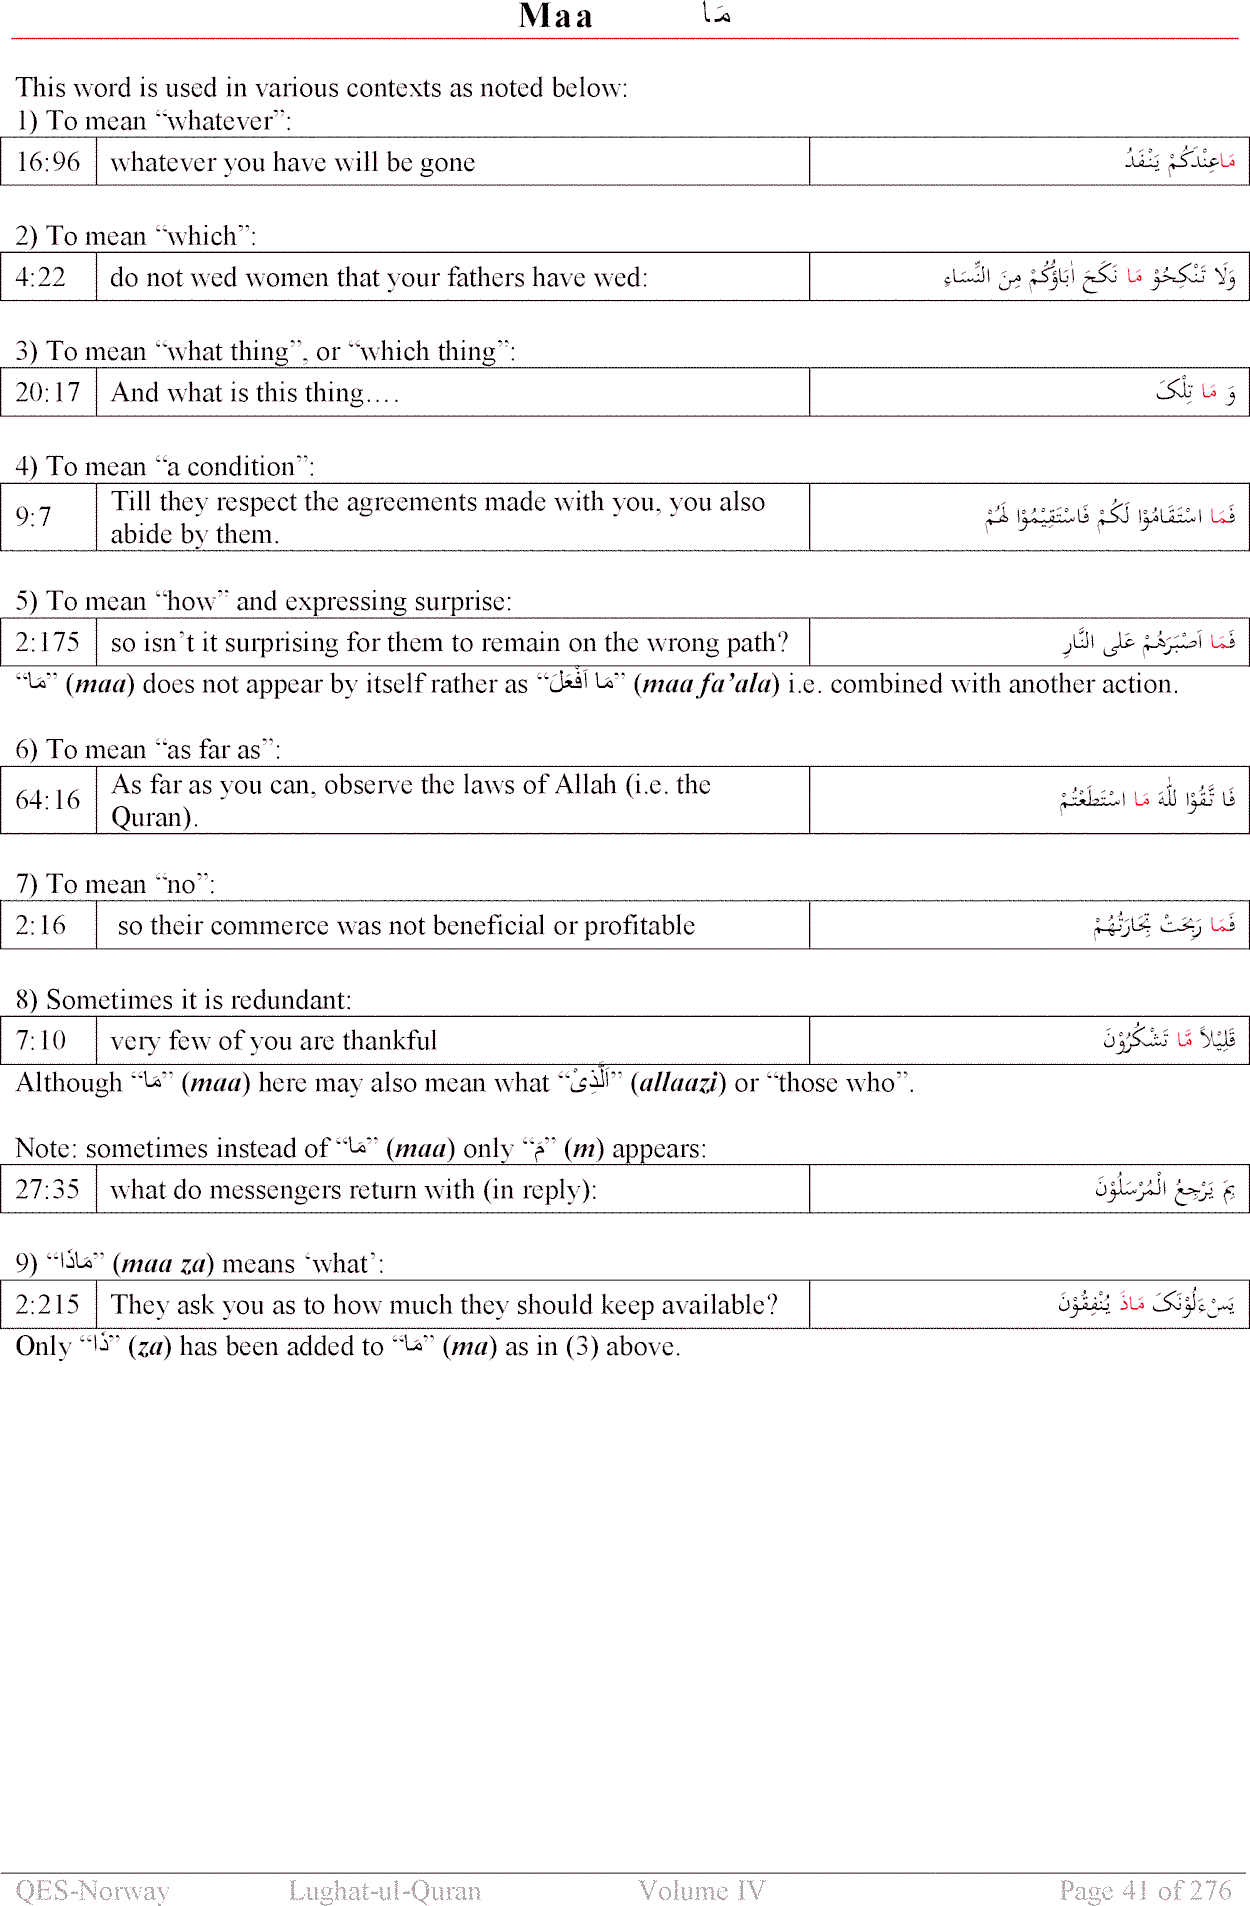 Maa مَا
This word is used in various contexts as noted below:
1) To mean “whatever”:
16:96 whatever you have will be gone مَاعِنْدَكُمْ يَنْفَدُ
2) To mean “which”:
4:22 do not wed women that your fathers have wed: وَلَا تَنْكِحُوْ مَا نَكَحَ اٰبَاؤُكُمْ مِنَ النِّسَاءِ
3) To mean “what thing”, or “which thing”:
20:17 And what is this thing…. وَ مَا تِلْکَ
4) To mean “a condition”:
9:7 Till they respect the agreements made with you, you also
abide by them. فَمَا اسْتَقَامُوْا لَكُمْ فَاسْتَقِيْمُوْا لَهُمْ
5) To mean “how” and expressing surprise:
2:175 so isn’t it surprising for them to remain on the wrong path? فَمَا اَصْبَرَهُمْ عَلى النَّارِ
“مَا” (maa) does not appear by itself rather as “مَا اَفْعَلَ” (maa fa’ala) i.e. combined with another action.
6) To mean “as far as”:
64:16 As far as you can, observe the laws of Allah (i.e. the
Quran). فَا تَّقُوْا للّٰهَ مَا اسْتَطَعْتُمْ
7) To mean “no”:
2:16 so their commerce was not beneficial or profitable فَمَا رَبِحَتْ تِجَارَتُهُمْ
8) Sometimes it is redundant:
7:10 very few of you are thankful قَلِيْلاً مَّا تَشْكُرُوْنَ
Although “مَا” (maa) here may also mean what “اَلَّذِىْ” (allaazi) or “those who”.
Note: sometimes instead of “مَا” (maa) only “مَ” (m) appears:
27:35 what do messengers return with (in reply): بِمَ يَرْجِعُ الْمُرْسَلُوْنَ
9) “مَاذَا” (maa za) means ‘what’:
2:215 They ask you as to how much they should keep available? يَسْءَلُوْنَکَ مَاذَ يُنْفِقُوْنَ
Only “ذَا” (za) has been added to “مَا” (ma) as in (3) above.
QES-Norway Lughat-ul-Quran Volume IV Page 41 of 276